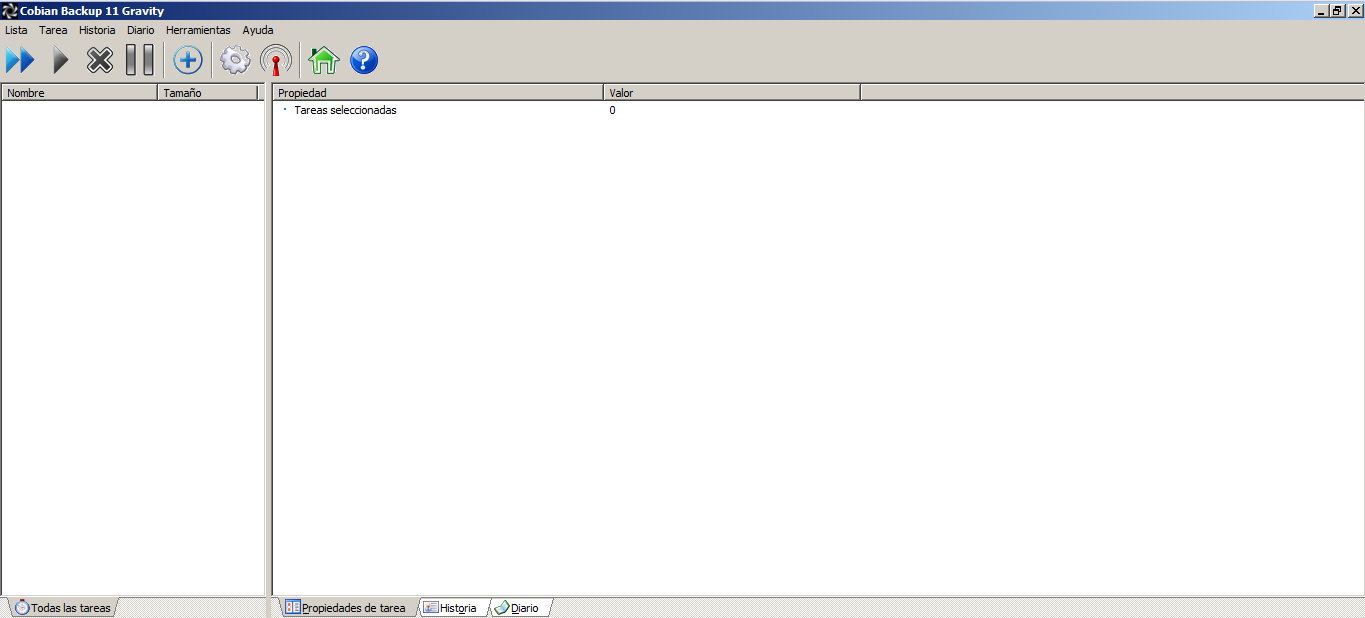 Cobian Backup 11 Gravity
Lista Tarea Historia Diario Herramientas Ayuda
Nombre Tamaño Propiedad Valor
Tareas seleccionadas 0
Todas las tareas Propiedades de tarea Historia Diario